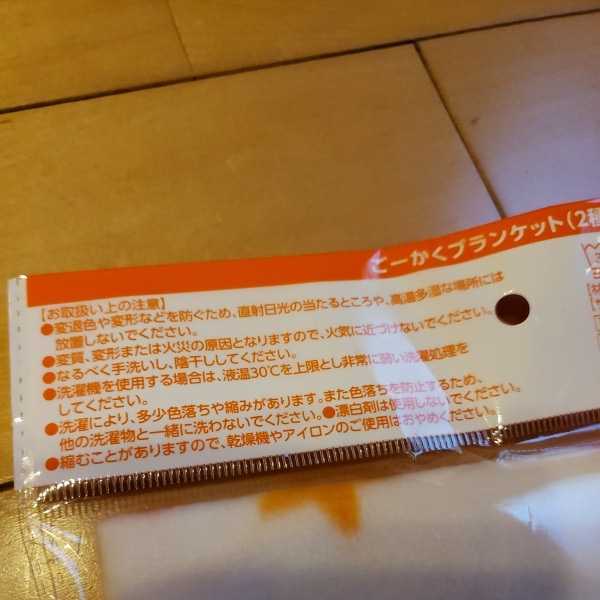 とーかくブランケット(2種
【お取扱い上の注意】
●変退色や変形などを防ぐため、直射日光の当たるところや、高温多湿な場所には
放置しないでください。
●変質、変形または火災の原因となりますので、火気に近づけないでください。
●なるべく手洗いし、陰干ししてください。
●洗濯機を使用する場合は、液温30℃を上限とし非常に弱い洗濯処理を
してください。
●洗濯により、多少色落ちや縮みがあります。また色落ちを防止するため、
他の洗濯物と一緒に洗わないでください。●漂白剤は使用しないでください。
●縮むことがありますので、乾燥機やアイロンのご使用はおやめください。